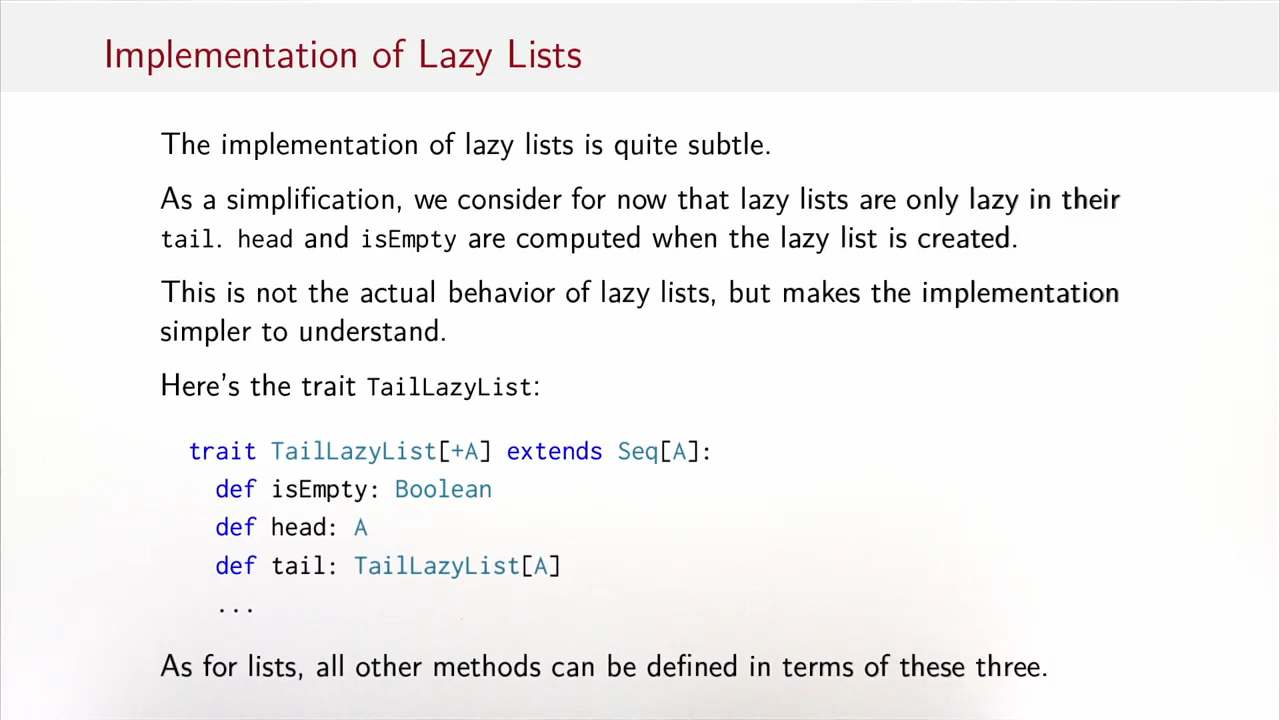 Implementation of Lazy Lists
The implementation of lazy lists is quite subtle.
As a simplification, we consider for now that lazy lists are only lazy in their
tail. head and isEmpty are computed when the lazy list is created.
This is not the actual behavior of lazy lists, but makes the implementation
simpler to understand.
Here's the trait TailLazyList:
trait TailLazyList[+A] extends Seq[A]:
  def isEmpty: Boolean
  def head: A
  def tail: TailLazyList[A]
  ...
As for lists, all other methods can be defined in terms of these three.